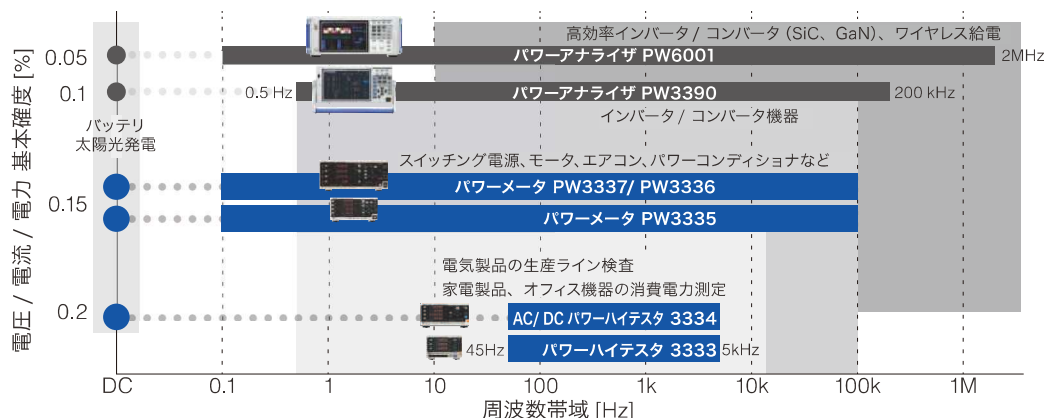 電圧 / 電流 / 電力 基本確度 [%]
高効率インバータ / コンバータ (SiC、GaN)、ワイヤレス給電
0.05
パワーアナライザ PW6001
2MHz
0.1
0.5 Hz
パワーアナライザ PW3390
200 kHz
バッテリ
太陽光発電
インバータ / コンバータ機器
スイッチング電源、モータ、エアコン、パワーコンディショナなど
パワーメータ PW3337/ PW3336
0.15
パワーメータ PW3335
電気製品の生産ライン検査
家電製品、オフィス機器の消費電力測定
0.2
AC/ DC パワーハイテスタ 3334
45Hz
パワーハイテスタ 3333
5kHz
DC
0.1
1
10
100
1k
10k
100k
1M
周波数帯域 [Hz]